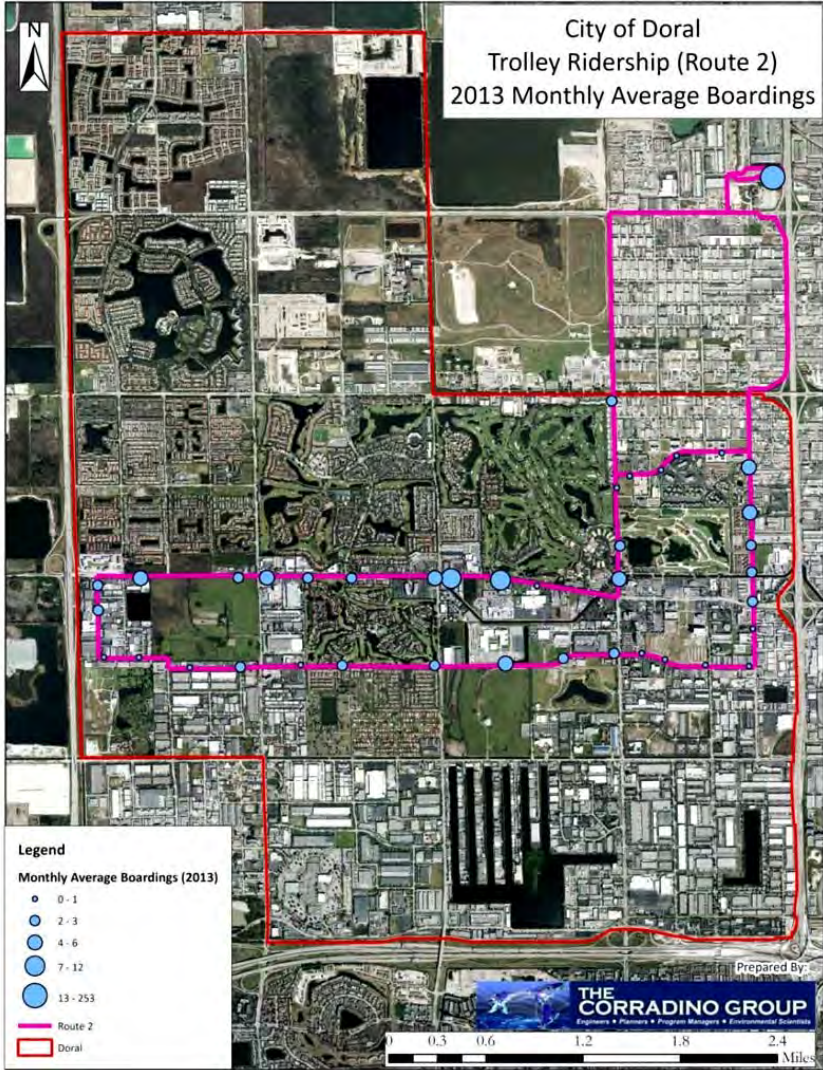 N
City of Doral
Trolley Ridership (Route 2)
2013 Monthly Average Boardings
Legend
Monthly Average Boardings (2013)
0 - 1
2 - 3
4 - 6
7 - 12
13 - 253
Route 2
Doral
Prepared By:
THE
CORRADINO GROUP
Engineers • Planners • Program Managers • Environmental Scientists
0 0.3 0.6 1.2 1.8 2.4
Miles